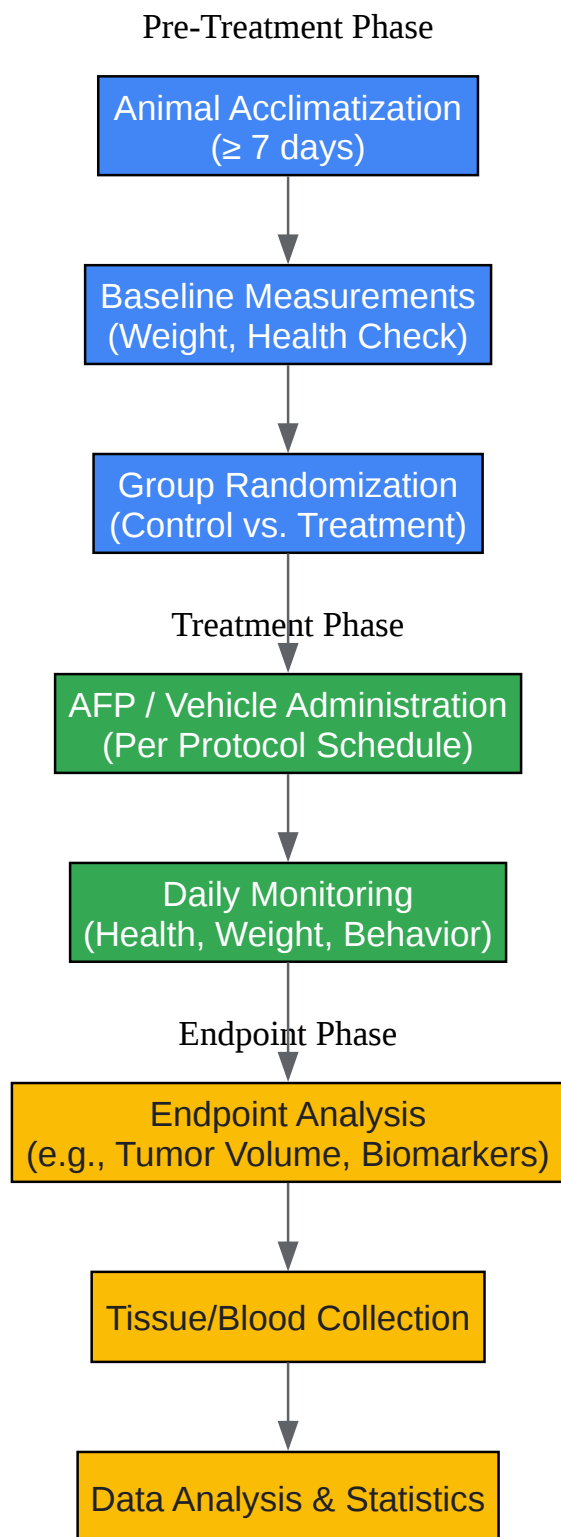 Pre-Treatment Phase
Animal Acclimatization
(≥ 7 days)
Baseline Measurements
(Weight, Health Check)
Group Randomization
(Control vs. Treatment)
Treatment Phase
AFP / Vehicle Administration
(Per Protocol Schedule)
Daily Monitoring
(Health, Weight, Behavior)
Endpoint Phase
Endpoint Analysis
(e.g., Tumor Volume, Biomarkers)
Tissue/Blood Collection
Data Analysis & Statistics